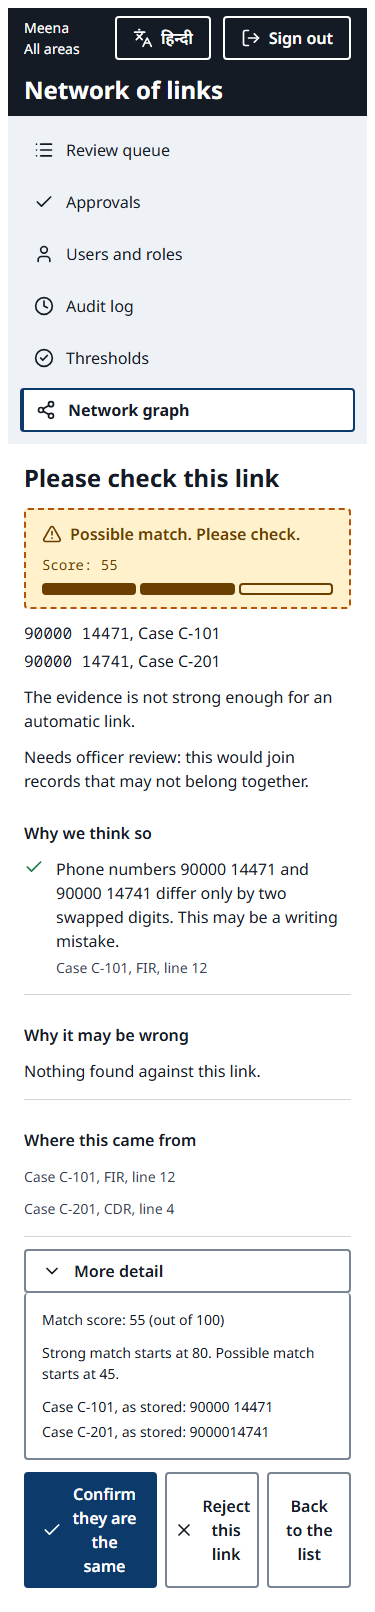 Meena
All areas
हिन्दी
Sign out
Network of links
Review queue
Approvals
Users and roles
Audit log
Thresholds
Network graph
Please check this link
Possible match. Please check.
Score: 55
90000 14471, Case C-101
90000 14741, Case C-201
The evidence is not strong enough for an
automatic link.
Needs officer review: this would join
records that may not belong together.
Why we think so
Phone numbers 90000 14471 and
90000 14741 differ only by two
swapped digits. This may be a writing
mistake.
Case C-101, FIR, line 12
Why it may be wrong
Nothing found against this link.
Where this came from
Case C-101, FIR, line 12
Case C-201, CDR, line 4
More detail
Match score: 55 (out of 100)
Strong match starts at 80. Possible match
starts at 45.
Case C-101, as stored: 90000 14471
Case C-201, as stored: 9000014741
Confirm
they are
the
same
Reject
this
link
Back
to the
list